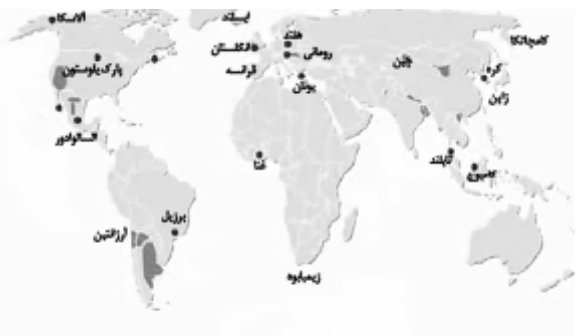 آلاسکا
ایسلند
هلند
کامچاتکا
انگلستان
رومانی
چین
کره
پارک یلوستون
فرانسه
یونان
ژاپن
السالوادور
غنا
تایلند
کامبوج
برزیل
آرژانتین
زیمبابوه